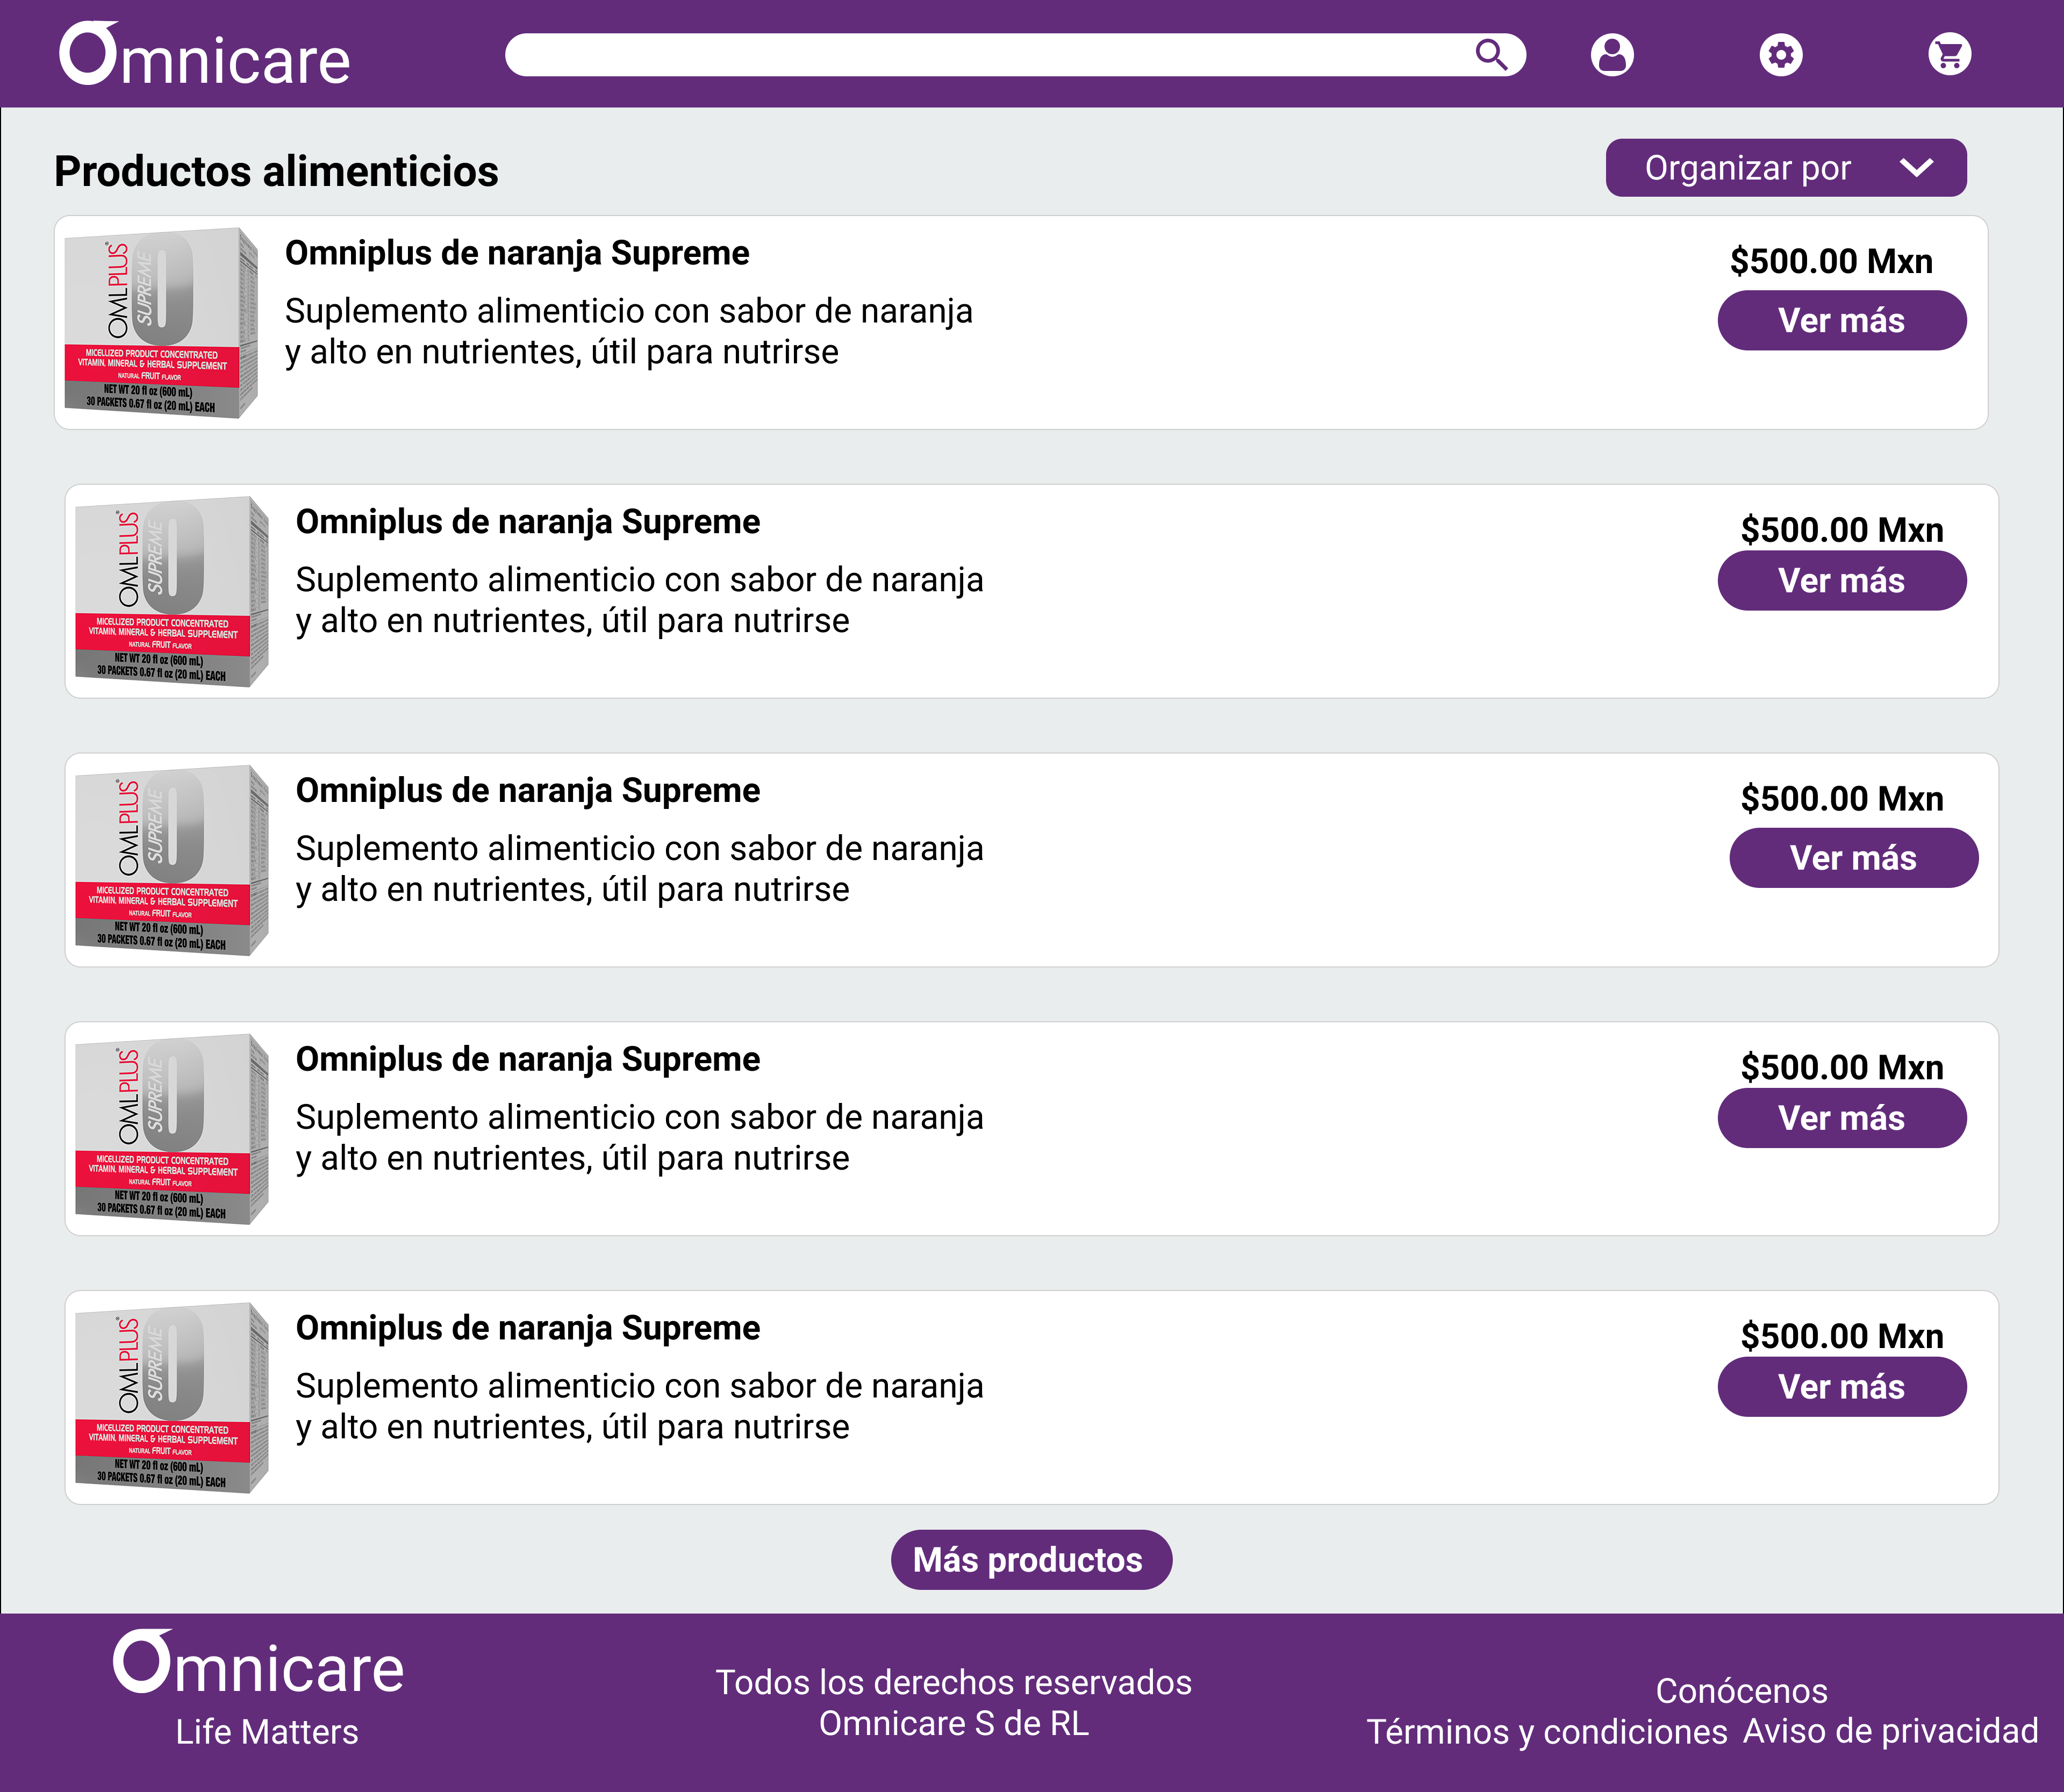 Omnicare
Productos alimenticios
Organizar por
OMLPLUS
SUPREME
MICELLIZED PRODUCT CONCENTRATED
VITAMIN, MINERAL & HERBAL SUPPLEMENT
NATURAL FRUIT FLAVOR
NET WT 20 fl oz (600 mL)
30 PACKETS 0.67 fl oz (20 mL) EACH
Omniplus de naranja Supreme
Suplemento alimenticio con sabor de naranja
y alto en nutrientes, útil para nutrirse
$500.00 Mxn
Ver más
OMLPLUS
SUPREME
MICELLIZED PRODUCT CONCENTRATED
VITAMIN, MINERAL & HERBAL SUPPLEMENT
NATURAL FRUIT FLAVOR
NET WT 20 fl oz (600 mL)
30 PACKETS 0.67 fl oz (20 mL) EACH
Omniplus de naranja Supreme
Suplemento alimenticio con sabor de naranja
y alto en nutrientes, útil para nutrirse
$500.00 Mxn
Ver más
OMLPLUS
SUPREME
MICELLIZED PRODUCT CONCENTRATED
VITAMIN, MINERAL & HERBAL SUPPLEMENT
NATURAL FRUIT FLAVOR
NET WT 20 fl oz (600 mL)
30 PACKETS 0.67 fl oz (20 mL) EACH
Omniplus de naranja Supreme
Suplemento alimenticio con sabor de naranja
y alto en nutrientes, útil para nutrirse
$500.00 Mxn
Ver más
OMLPLUS
SUPREME
MICELLIZED PRODUCT CONCENTRATED
VITAMIN, MINERAL & HERBAL SUPPLEMENT
NATURAL FRUIT FLAVOR
NET WT 20 fl oz (600 mL)
30 PACKETS 0.67 fl oz (20 mL) EACH
Omniplus de naranja Supreme
Suplemento alimenticio con sabor de naranja
y alto en nutrientes, útil para nutrirse
$500.00 Mxn
Ver más
OMLPLUS
SUPREME
MICELLIZED PRODUCT CONCENTRATED
VITAMIN, MINERAL & HERBAL SUPPLEMENT
NATURAL FRUIT FLAVOR
NET WT 20 fl oz (600 mL)
30 PACKETS 0.67 fl oz (20 mL) EACH
Omniplus de naranja Supreme
Suplemento alimenticio con sabor de naranja
y alto en nutrientes, útil para nutrirse
$500.00 Mxn
Ver más
Más productos
Omnicare
Life Matters
Todos los derechos reservados
Omnicare S de RL
Conócenos
Términos y condiciones Aviso de privacidad